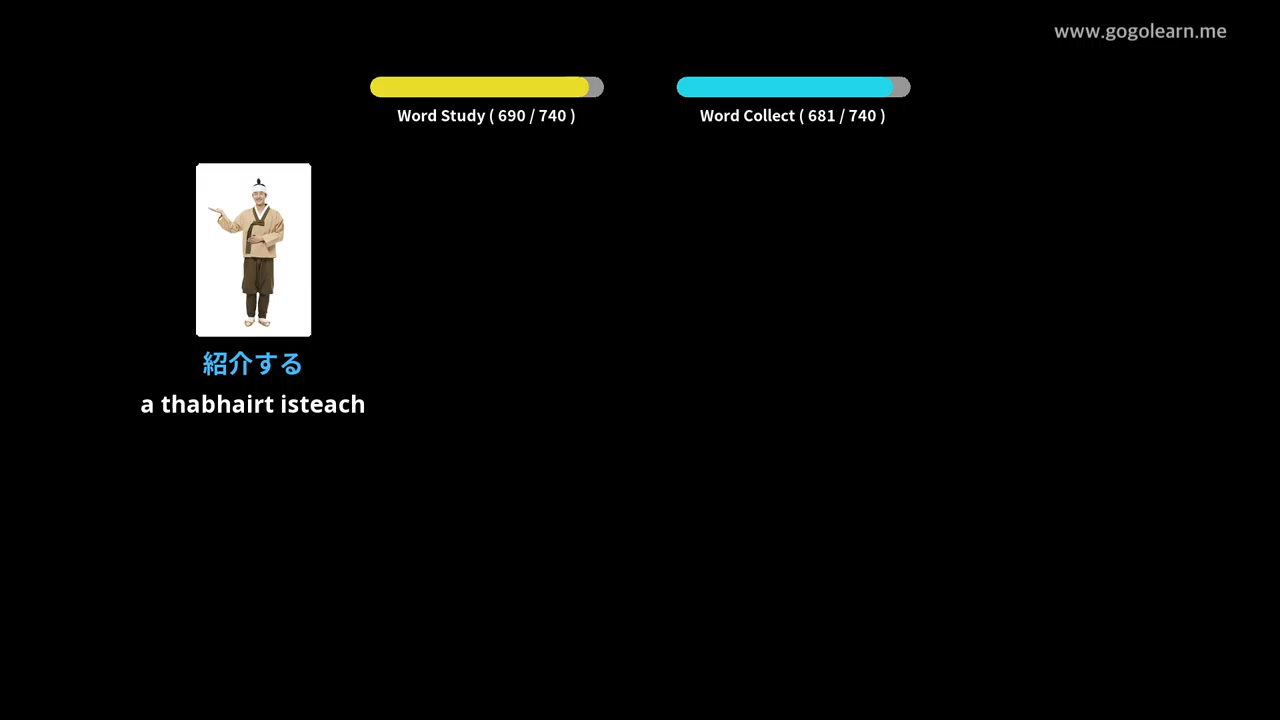 www.gogolearn.me
Word Study ( 690 / 740 )
Word Collect ( 681 / 740 )
紹介する
a thabhairt isteach